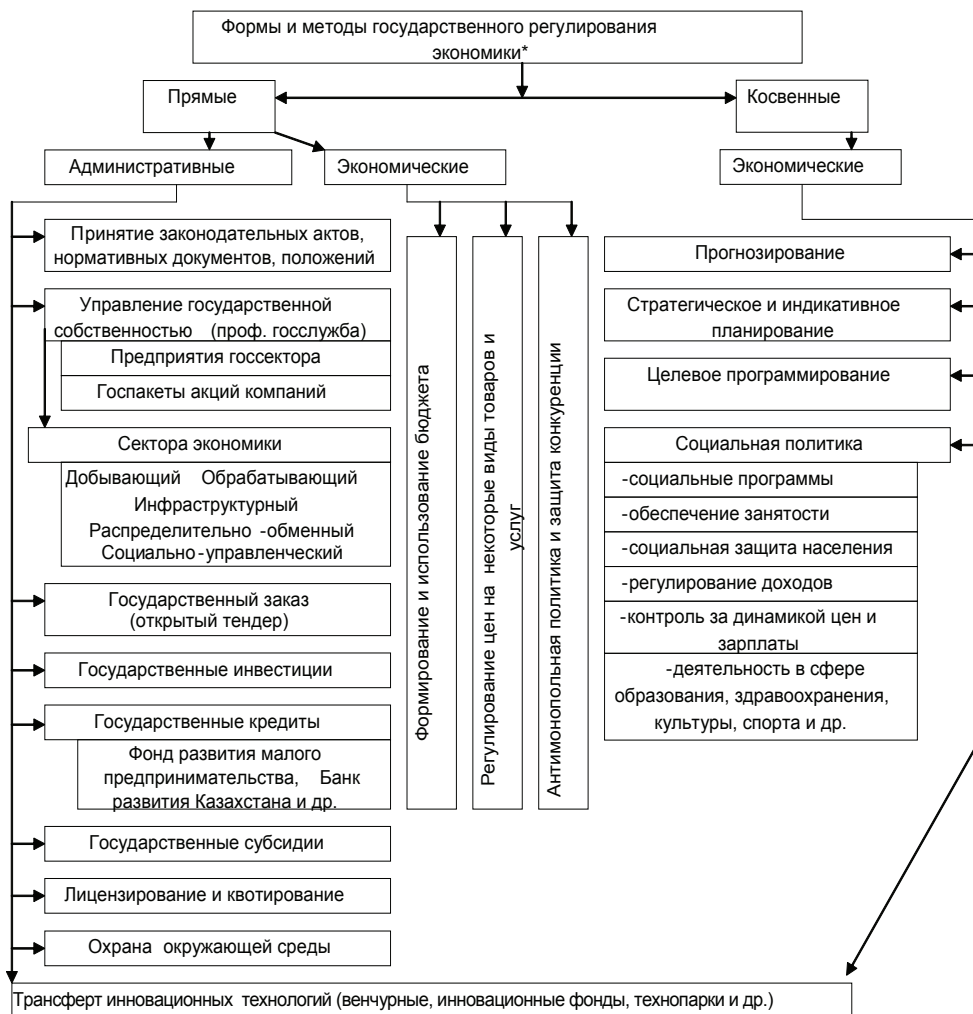 Формы и методы государственного регулирования
экономики*
Прямые
Косвенные
Административные
Экономические
Экономические
Принятие законодательных актов,
нормативных документов, положений
Управление государственной
собственностью (проф. госслужба)
Предприятия госсектора
Госпакеты акций компаний
Сектора экономики
Добывающий Обрабатывающий
Инфраструктурный
Распределительно -обменный
Социально-управленческий
Государственный заказ
(открытый тендер)
Государственные инвестиции
Государственные кредиты
Фонд развития малого
предпринимательства, Банк
развития Казахстана и др.
Государственные субсидии
Лицензирование и квотирование
Охрана окружающей среды
Формирование и использование бюджета
Регулирование цен на некоторые виды товаров и
услуг
Антимонопольная политика и защита конкуренции
Прогнозирование
Стратегическое и индикативное
планирование
Целевое программирование
Социальная политика
-социальные программы
-обеспечение занятости
-социальная защита населения
-регулирование доходов
-контроль за динамикой цен и
зарплаты
-деятельность в сфере
образования, здравоохранения,
культуры, спорта и др.
Трансферт инновационных технологий (венчурные, инновационные фонды, технопарки и др.)